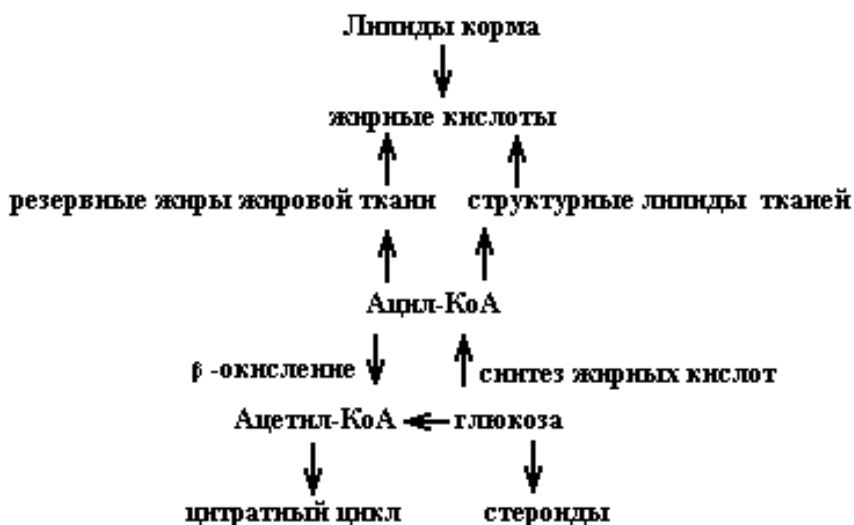 Липиды корма
жирные кислоты
резервные жиры жировой ткани структурные липиды тканей
Ацил-КоА
β -окисление синтез жирных кислот
Ацетил-КоА глюкоза
цитратный цикл стероиды